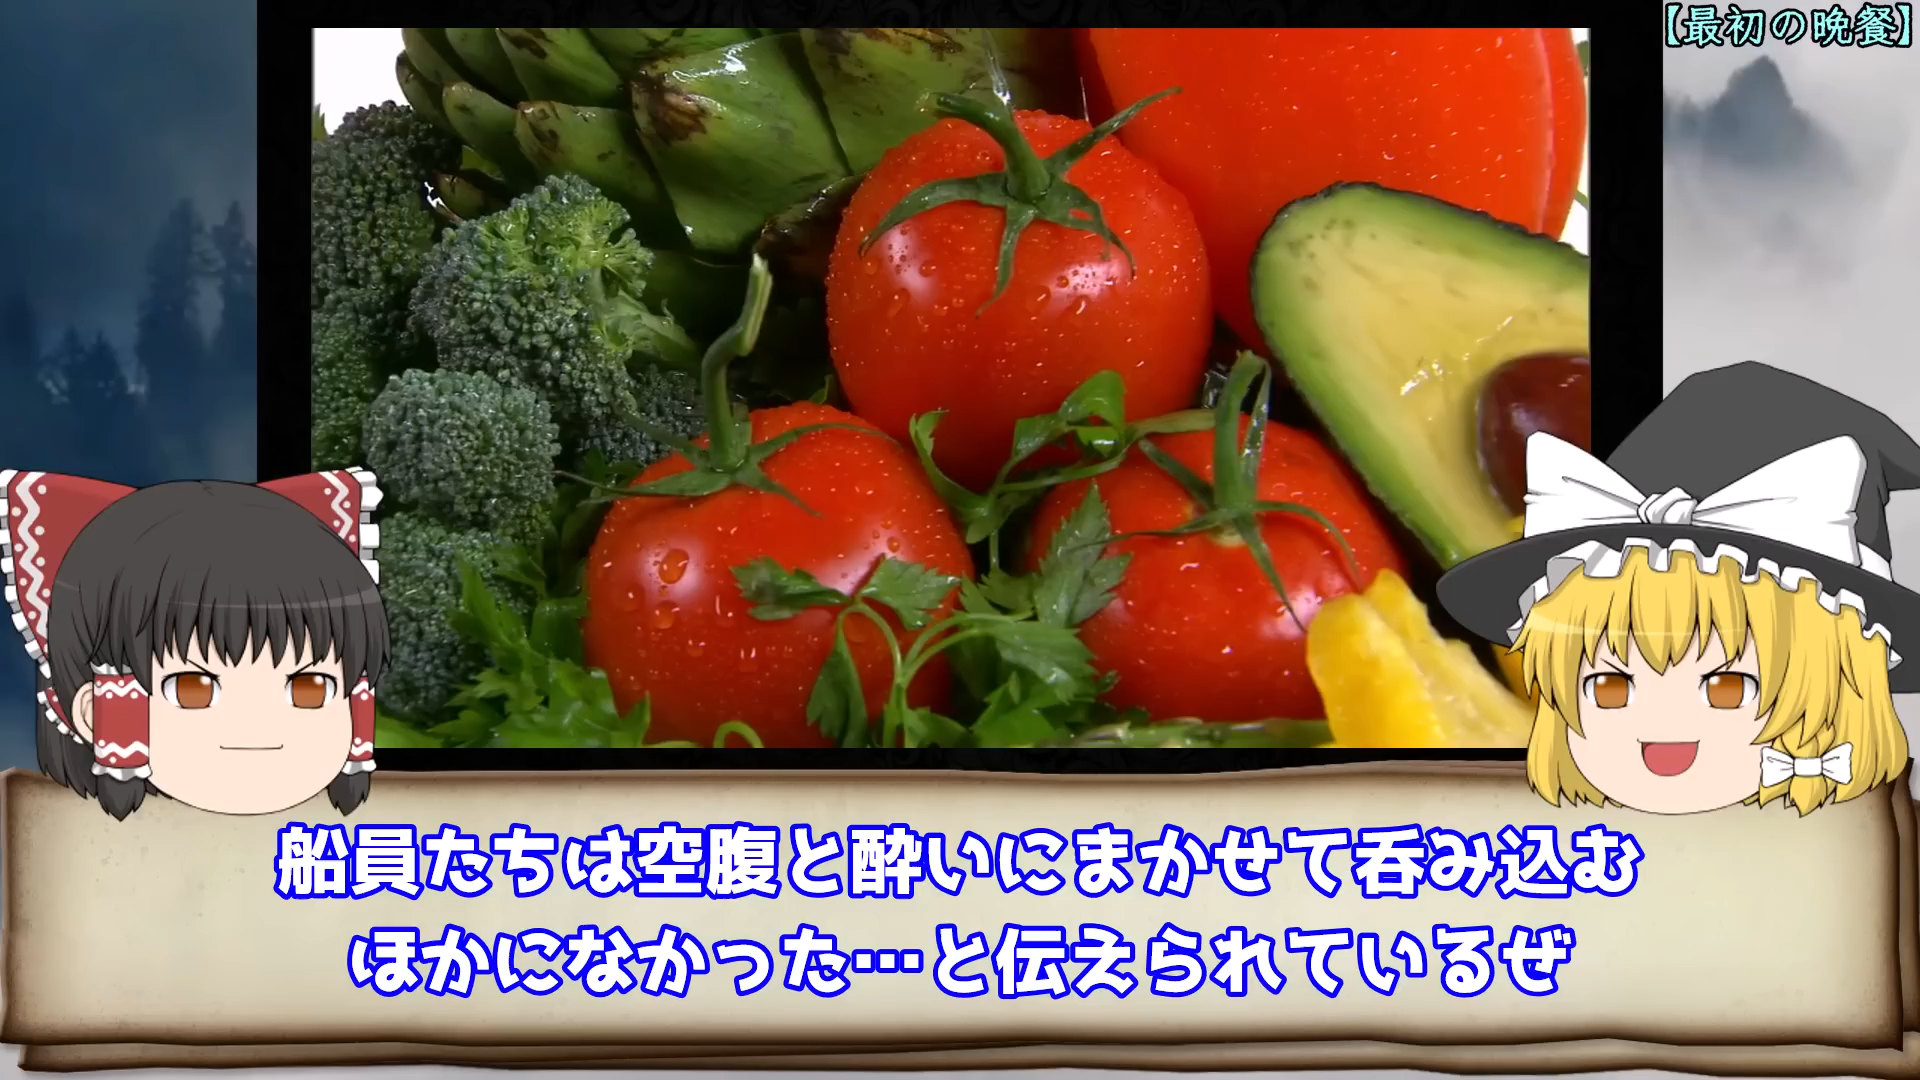 【最初の晩餐】
船員たちは空腹と酔いにまかせて呑み込む
ほかになかった…と伝えられているぜ